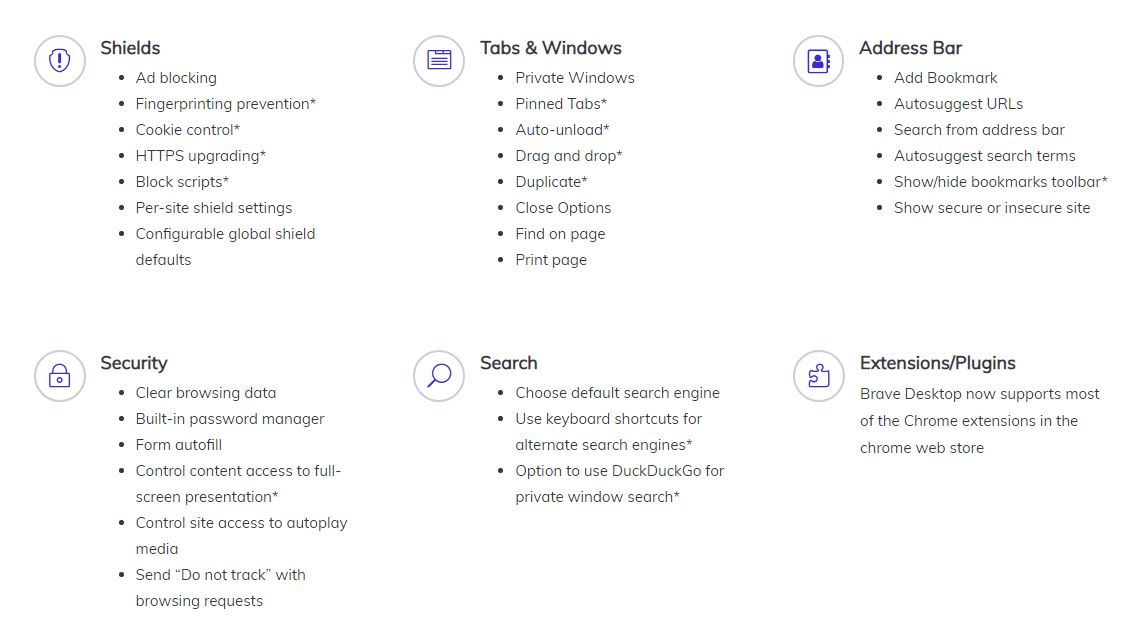 Shields
Ad blocking
Fingerprinting prevention*
Cookie control*
HTTPS upgrading*
Block scripts*
Per-site shield settings
Configurable global shield
defaults
Tabs & Windows
Private Windows
Pinned Tabs*
Auto-unload*
Drag and drop*
Duplicate*
Close Options
Find on page
Print page
Address Bar
Add Bookmark
Autosuggest URLs
Search from address bar
Autosuggest search terms
Show/hide bookmarks toolbar*
Show secure or insecure site
Security
Clear browsing data
Built-in password manager
Form autofill
Control content access to full-
screen presentation*
Control site access to autoplay
media
Send “Do not track” with
browsing requests
Search
Choose default search engine
Use keyboard shortcuts for
alternate search engines*
Option to use DuckDuckGo for
private window search*
Extensions/Plugins
Brave Desktop now supports most
of the Chrome extensions in the
chrome web store